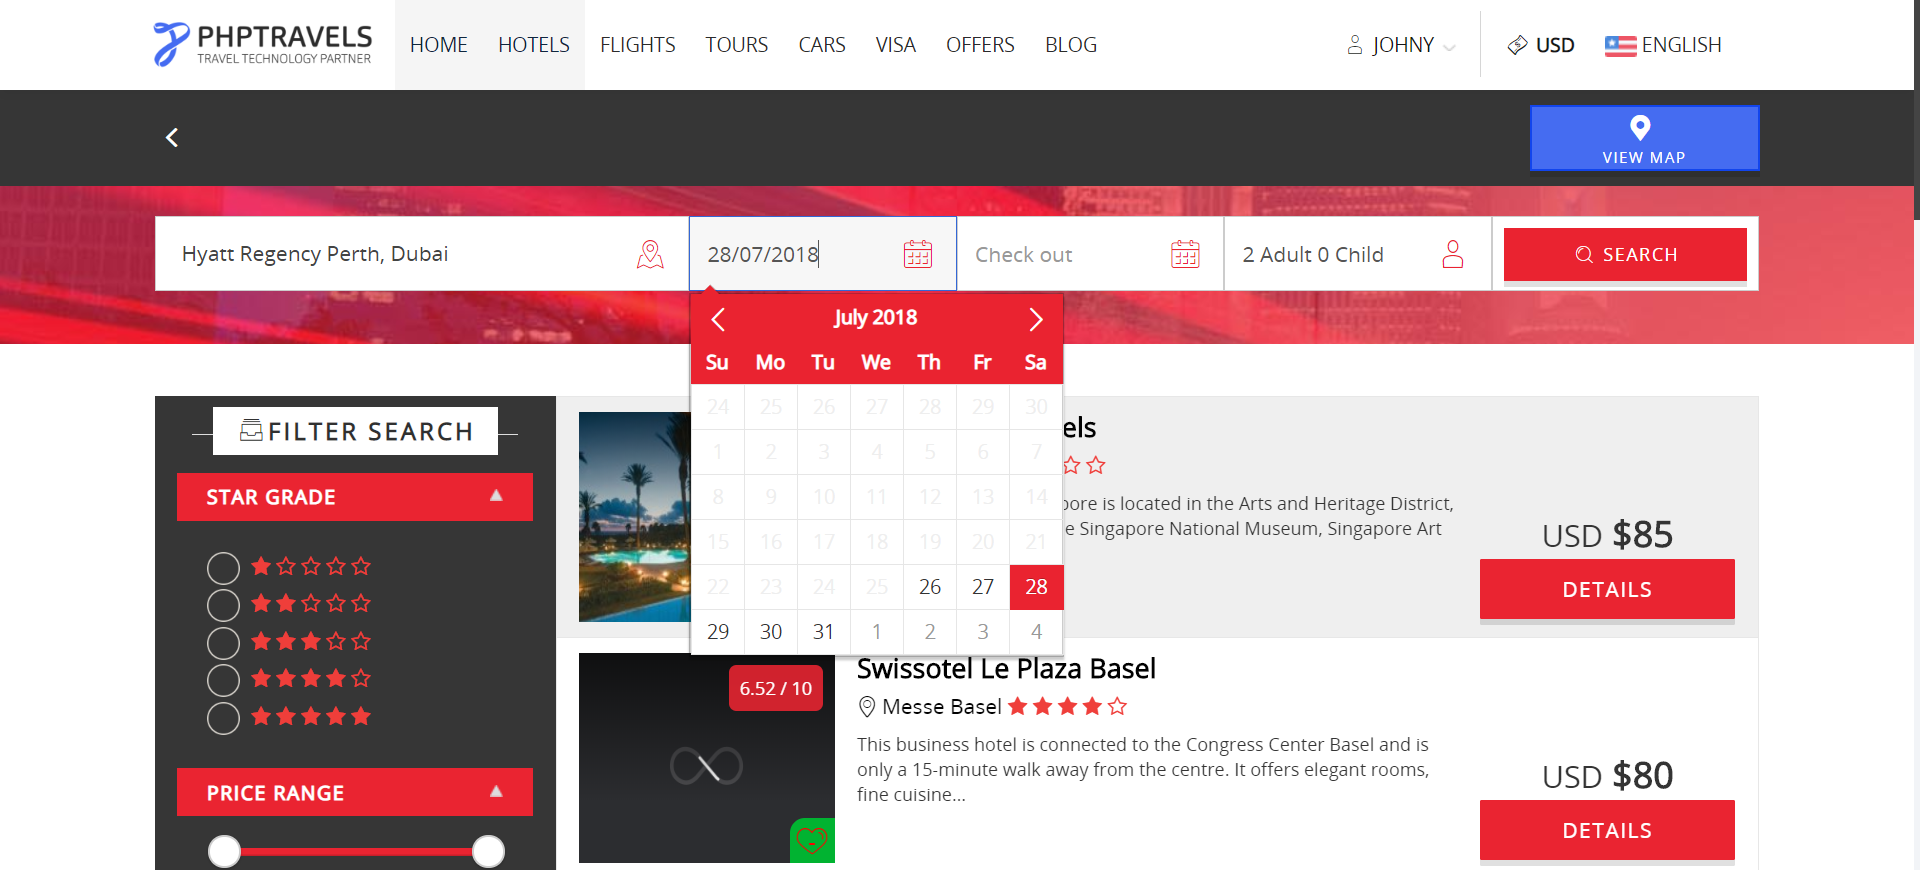 PHPTRAVELS
TRAVEL TECHNOLOGY PARTNER
HOME HOTELS FLIGHTS TOURS CARS VISA OFFERS BLOG
JOHNY
USD
ENGLISH
VIEW MAP
Hyatt Regency Perth, Dubai
28/07/2018
Check out
2 Adult 0 Child
SEARCH
July 2018
Su Mo Tu We Th Fr Sa
24 25 26 27 28 29 30
1 2 3 4 5 6 7
8 9 10 11 12 13 14
15 16 17 18 19 20 21
22 23 24 25 26 27 28
29 30 31 1 2 3 4
FILTER SEARCH
STAR GRADE
PRICE RANGE
els
ore is located in the Arts and Heritage District,
e Singapore National Museum, Singapore Art
USD $85
DETAILS
6.52 / 10
Swissotel Le Plaza Basel
Messe Basel
This business hotel is connected to the Congress Center Basel and is
only a 15-minute walk away from the centre. It offers elegant rooms,
fine cuisine...
USD $80
DETAILS